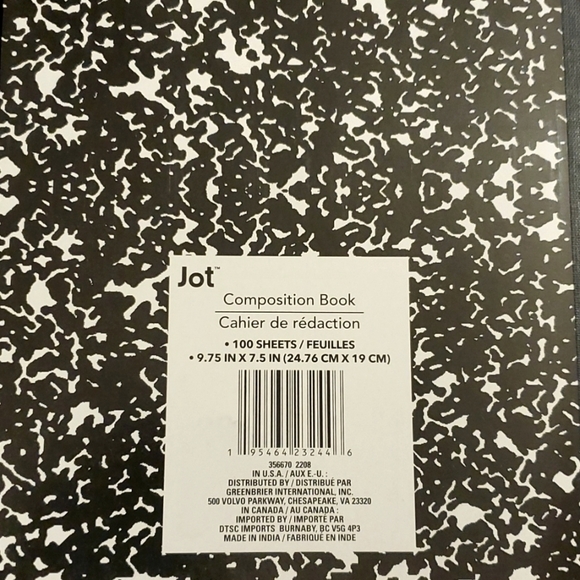 Jot™
Composition Book
Cahier de rédaction
• 100 SHEETS / FEUILLES
• 9.75 IN X 7.5 IN (24.76 CM X 19 CM)
1 95464 23244 6
356670 2208
IN U.S.A. / AUX E.-U. :
DISTRIBUTED BY / DISTRIBUÉ PAR
GREENBRIER INTERNATIONAL, INC.
500 VOLVO PARKWAY, CHESAPEAKE, VA 23320
IN CANADA / AU CANADA :
IMPORTED BY / IMPORTÉ PAR
DTSC IMPORTS BURNABY, BC V5G 4P3
MADE IN INDIA / FABRIQUÉ EN INDE